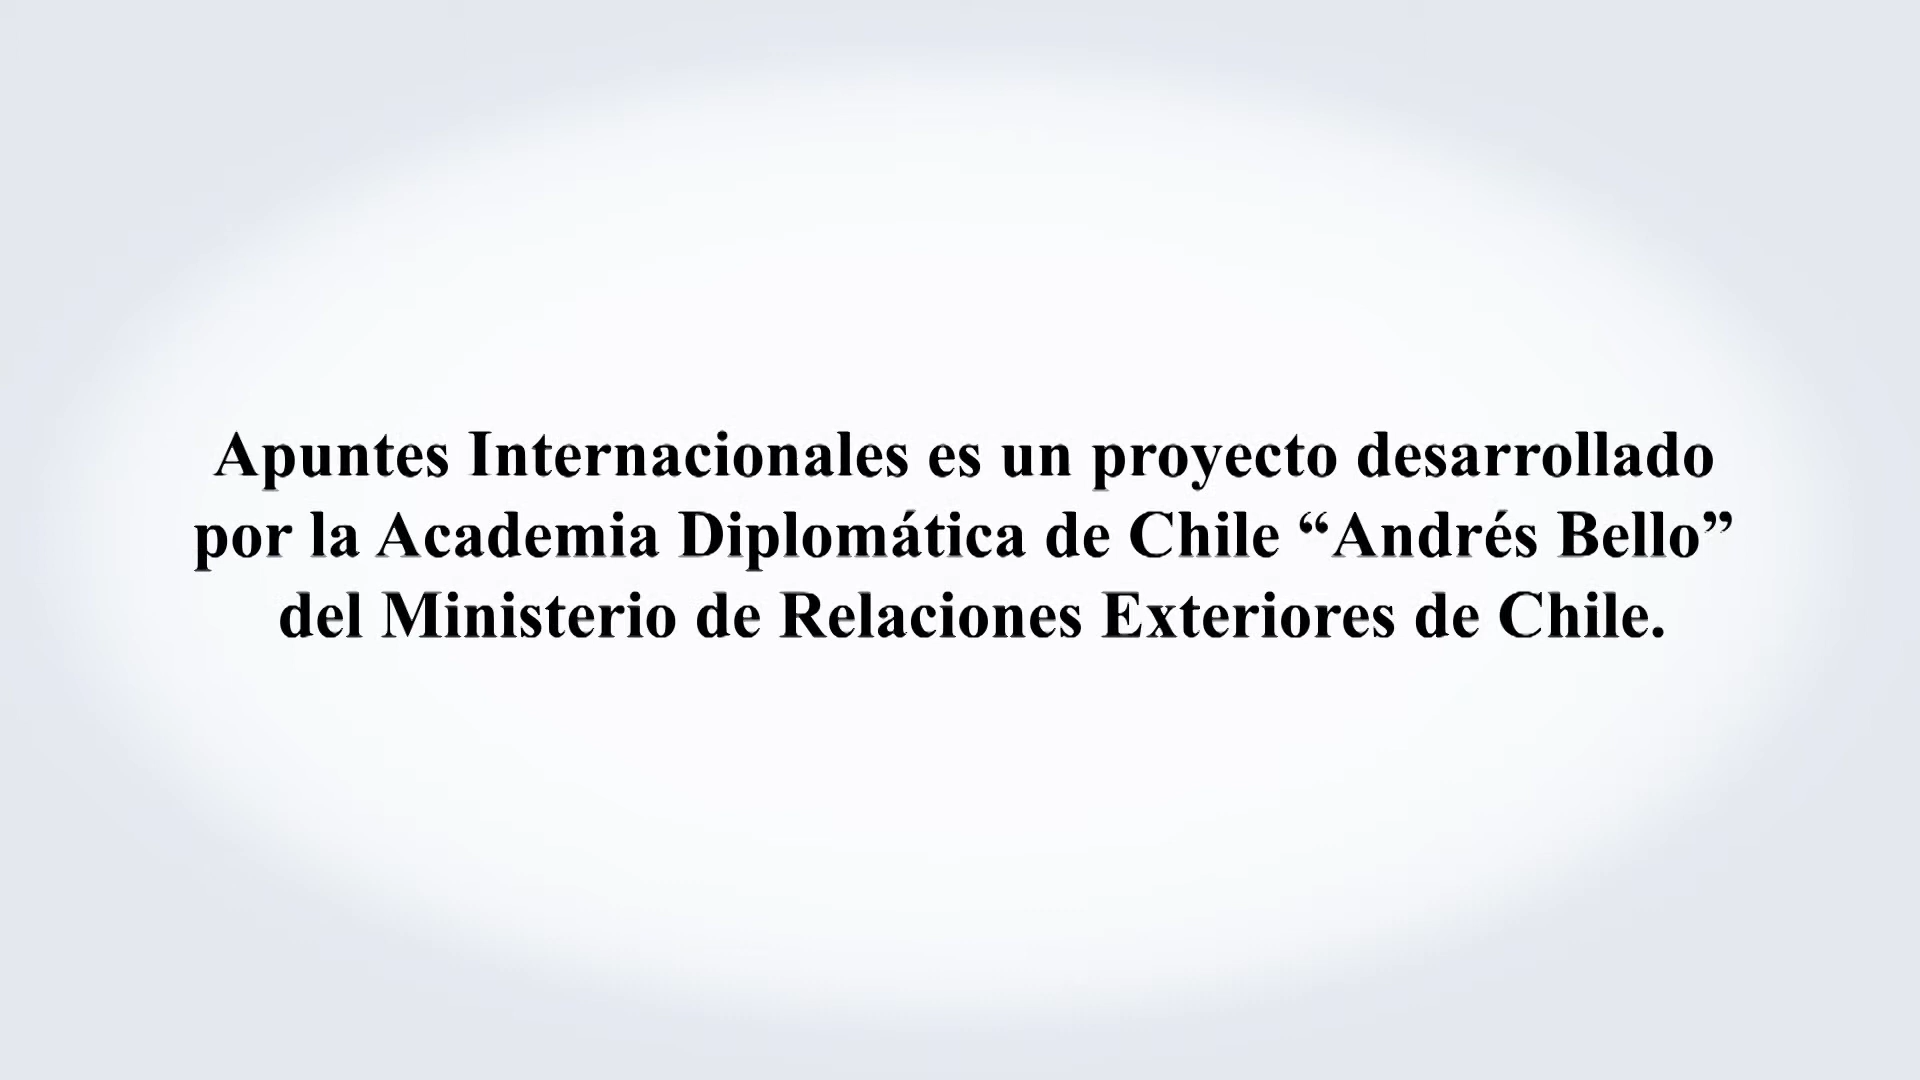 Apuntes Internacionales es un proyecto desarrollado
por la Academia Diplomática de Chile “Andrés Bello”
del Ministerio de Relaciones Exteriores de Chile.